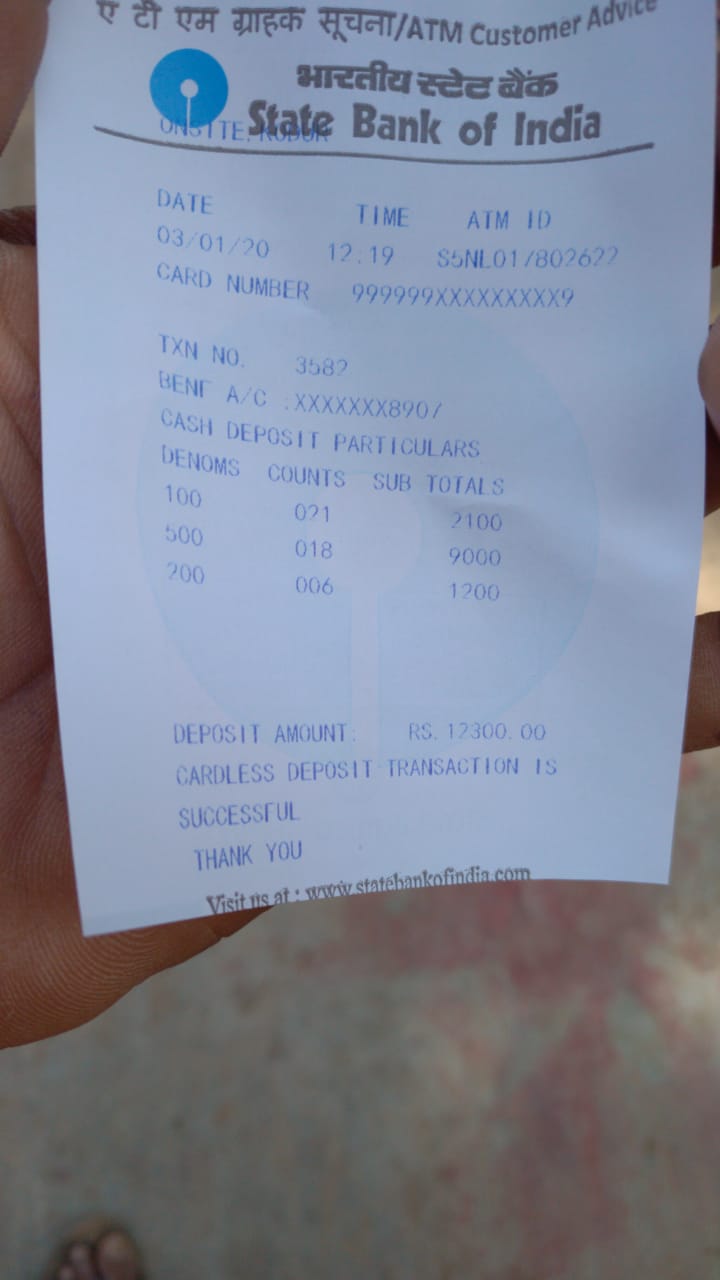 ए टी एम ग्राहक सूचना/ATM Customer Advice
भारतीय स्टेट बैंक
State Bank of India
ONSITE, KUDUR
DATE TIME ATM ID
03/01/20 12:19 S5NL017802622
CARD NUMBER 999999XXXXXXXXX9
TXN NO. 3582
BENF A/C :XXXXXXX8907
CASH DEPOSIT PARTICULARS
DENOMS COUNTS SUB TOTALS
100 021 2100
500 018 9000
200 006 1200
DEPOSIT AMOUNT: RS. 12300.00
CARDLESS DEPOSIT TRANSACTION IS
SUCCESSFUL
THANK YOU
Visit us at : www.statebankofindia.com